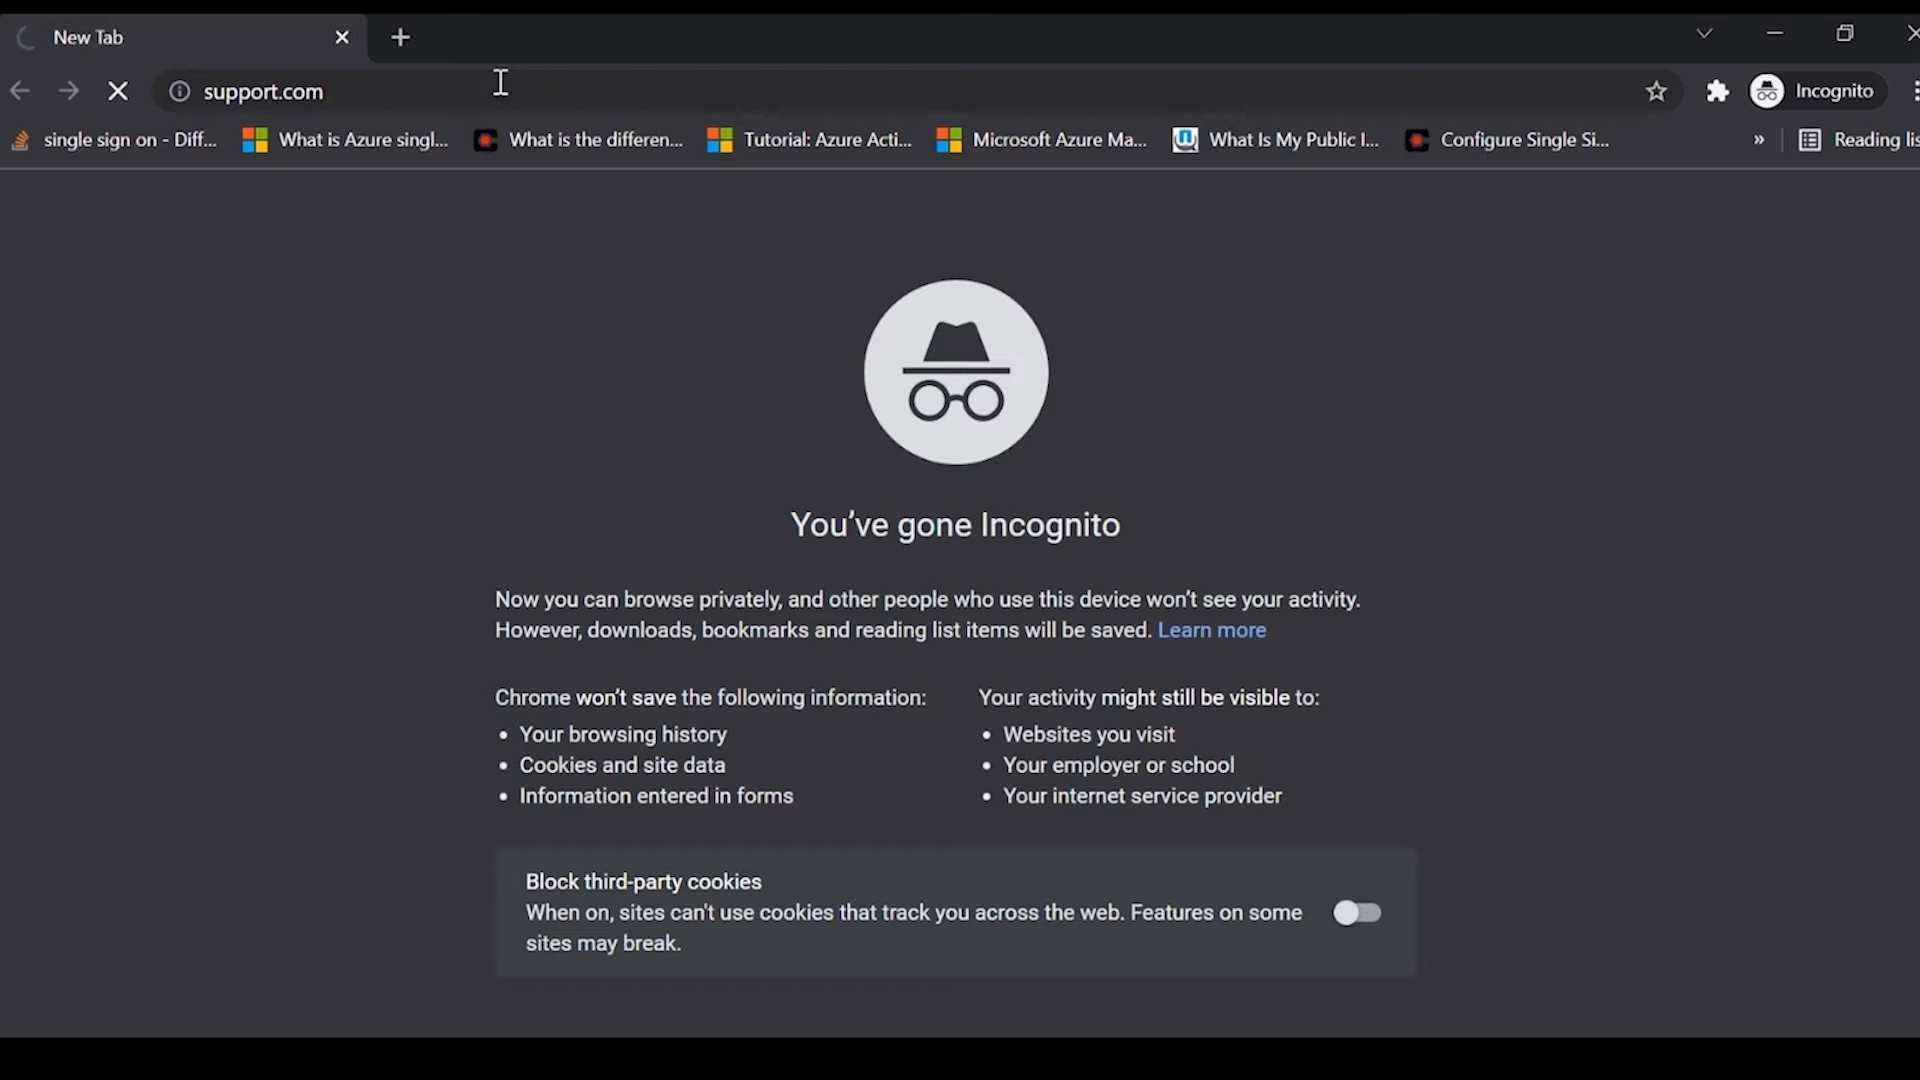 New Tab
support.com
Incognito
single sign on - Diff...
What is Azure singl...
What is the differen...
Tutorial: Azure Acti...
Microsoft Azure Ma...
What Is My Public I...
Configure Single Si...
»
Reading lis
You've gone Incognito
Now you can browse privately, and other people who use this device won't see your activity.
However, downloads, bookmarks and reading list items will be saved. Learn more
Chrome won't save the following information:
• Your browsing history
• Cookies and site data
• Information entered in forms
Your activity might still be visible to:
• Websites you visit
• Your employer or school
• Your internet service provider
Block third-party cookies
When on, sites can't use cookies that track you across the web. Features on some
sites may break.